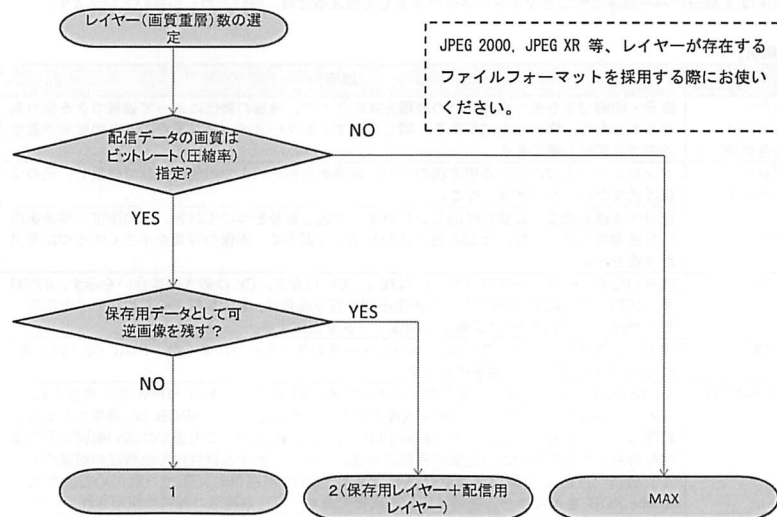 レイヤー(画質重層)数の選
定
JPEG 2000, JPEG XR 等、レイヤーが存在する
ファイルフォーマットを採用する際にお使い
ください。
配信データの画質は
ビットレート(圧縮率)
指定?
NO
YES
保存用データとして可
逆画像を残す?
YES
NO
1
2(保存用レイヤー+配信用
レイヤー)
MAX